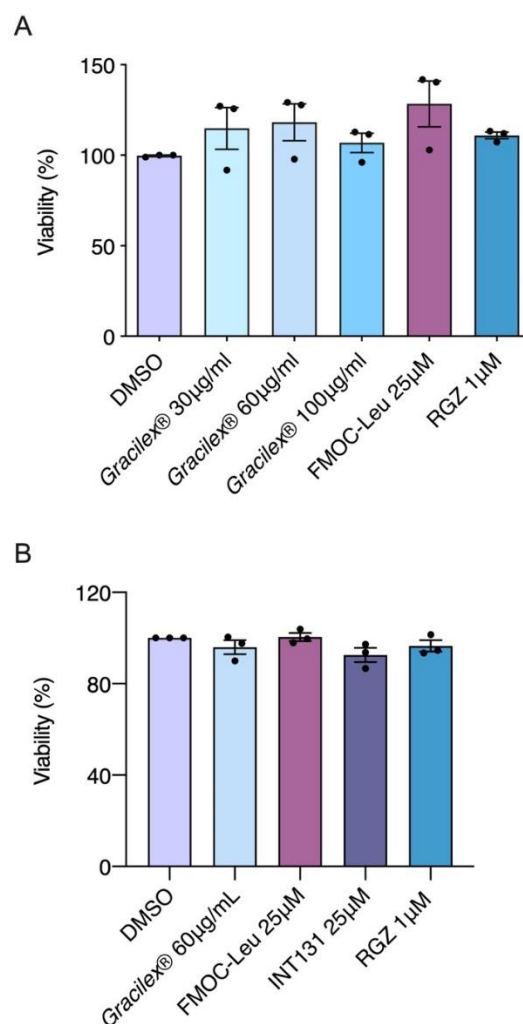 A
Viability (%)
150
100
50
0
DMSO
Gracilex® 30µg/ml
Gracilex® 60µg/ml
Gracilex® 100µg/ml
FMOC-Leu 25µM
RGZ 1µM
B
Viability (%)
120
80
40
0
DMSO
Gracilex® 60µg/mL
FMOC-Leu 25µM
INT131 25µM
RGZ 1µM